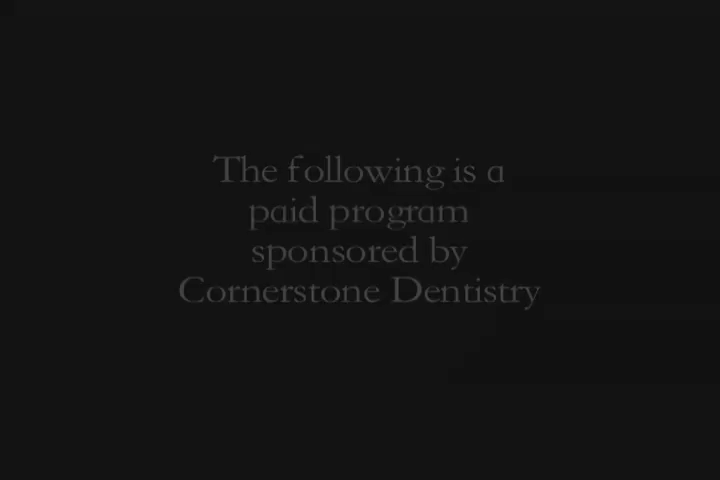 The following is a
paid program
sponsored by
Cornerstone Dentistry